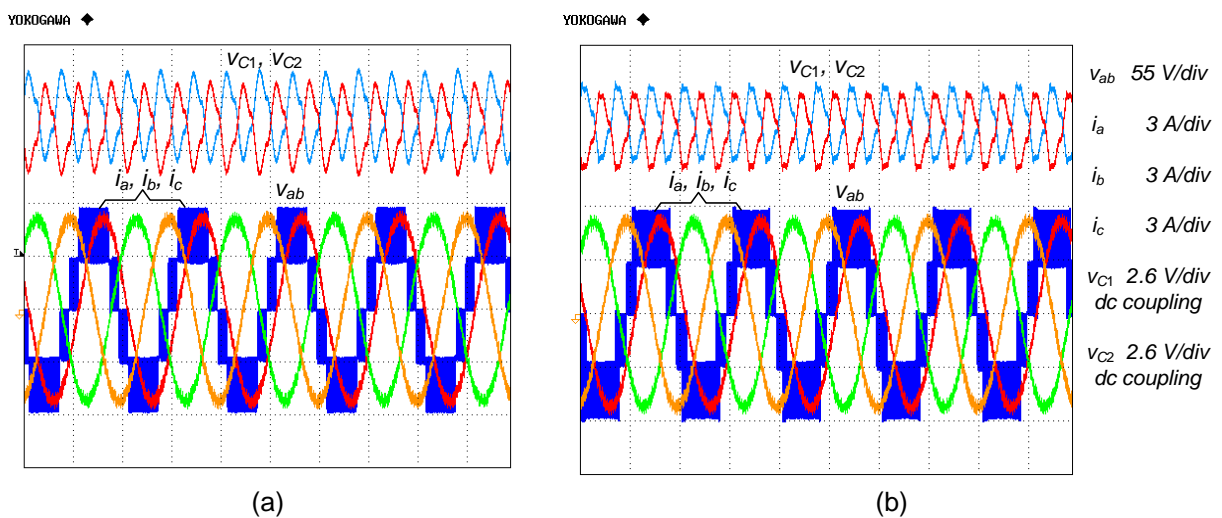 YOKOGAWA ◆
vC1, vC2
ia, ib, ic
vab
T
(a)
YOKOGAWA ◆
vC1, vC2
ia, ib, ic
vab
(b)
vab 55 V/div
ia 3 A/div
ib 3 A/div
ic 3 A/div
vC1 2.6 V/div
dc coupling
vC2 2.6 V/div
dc coupling